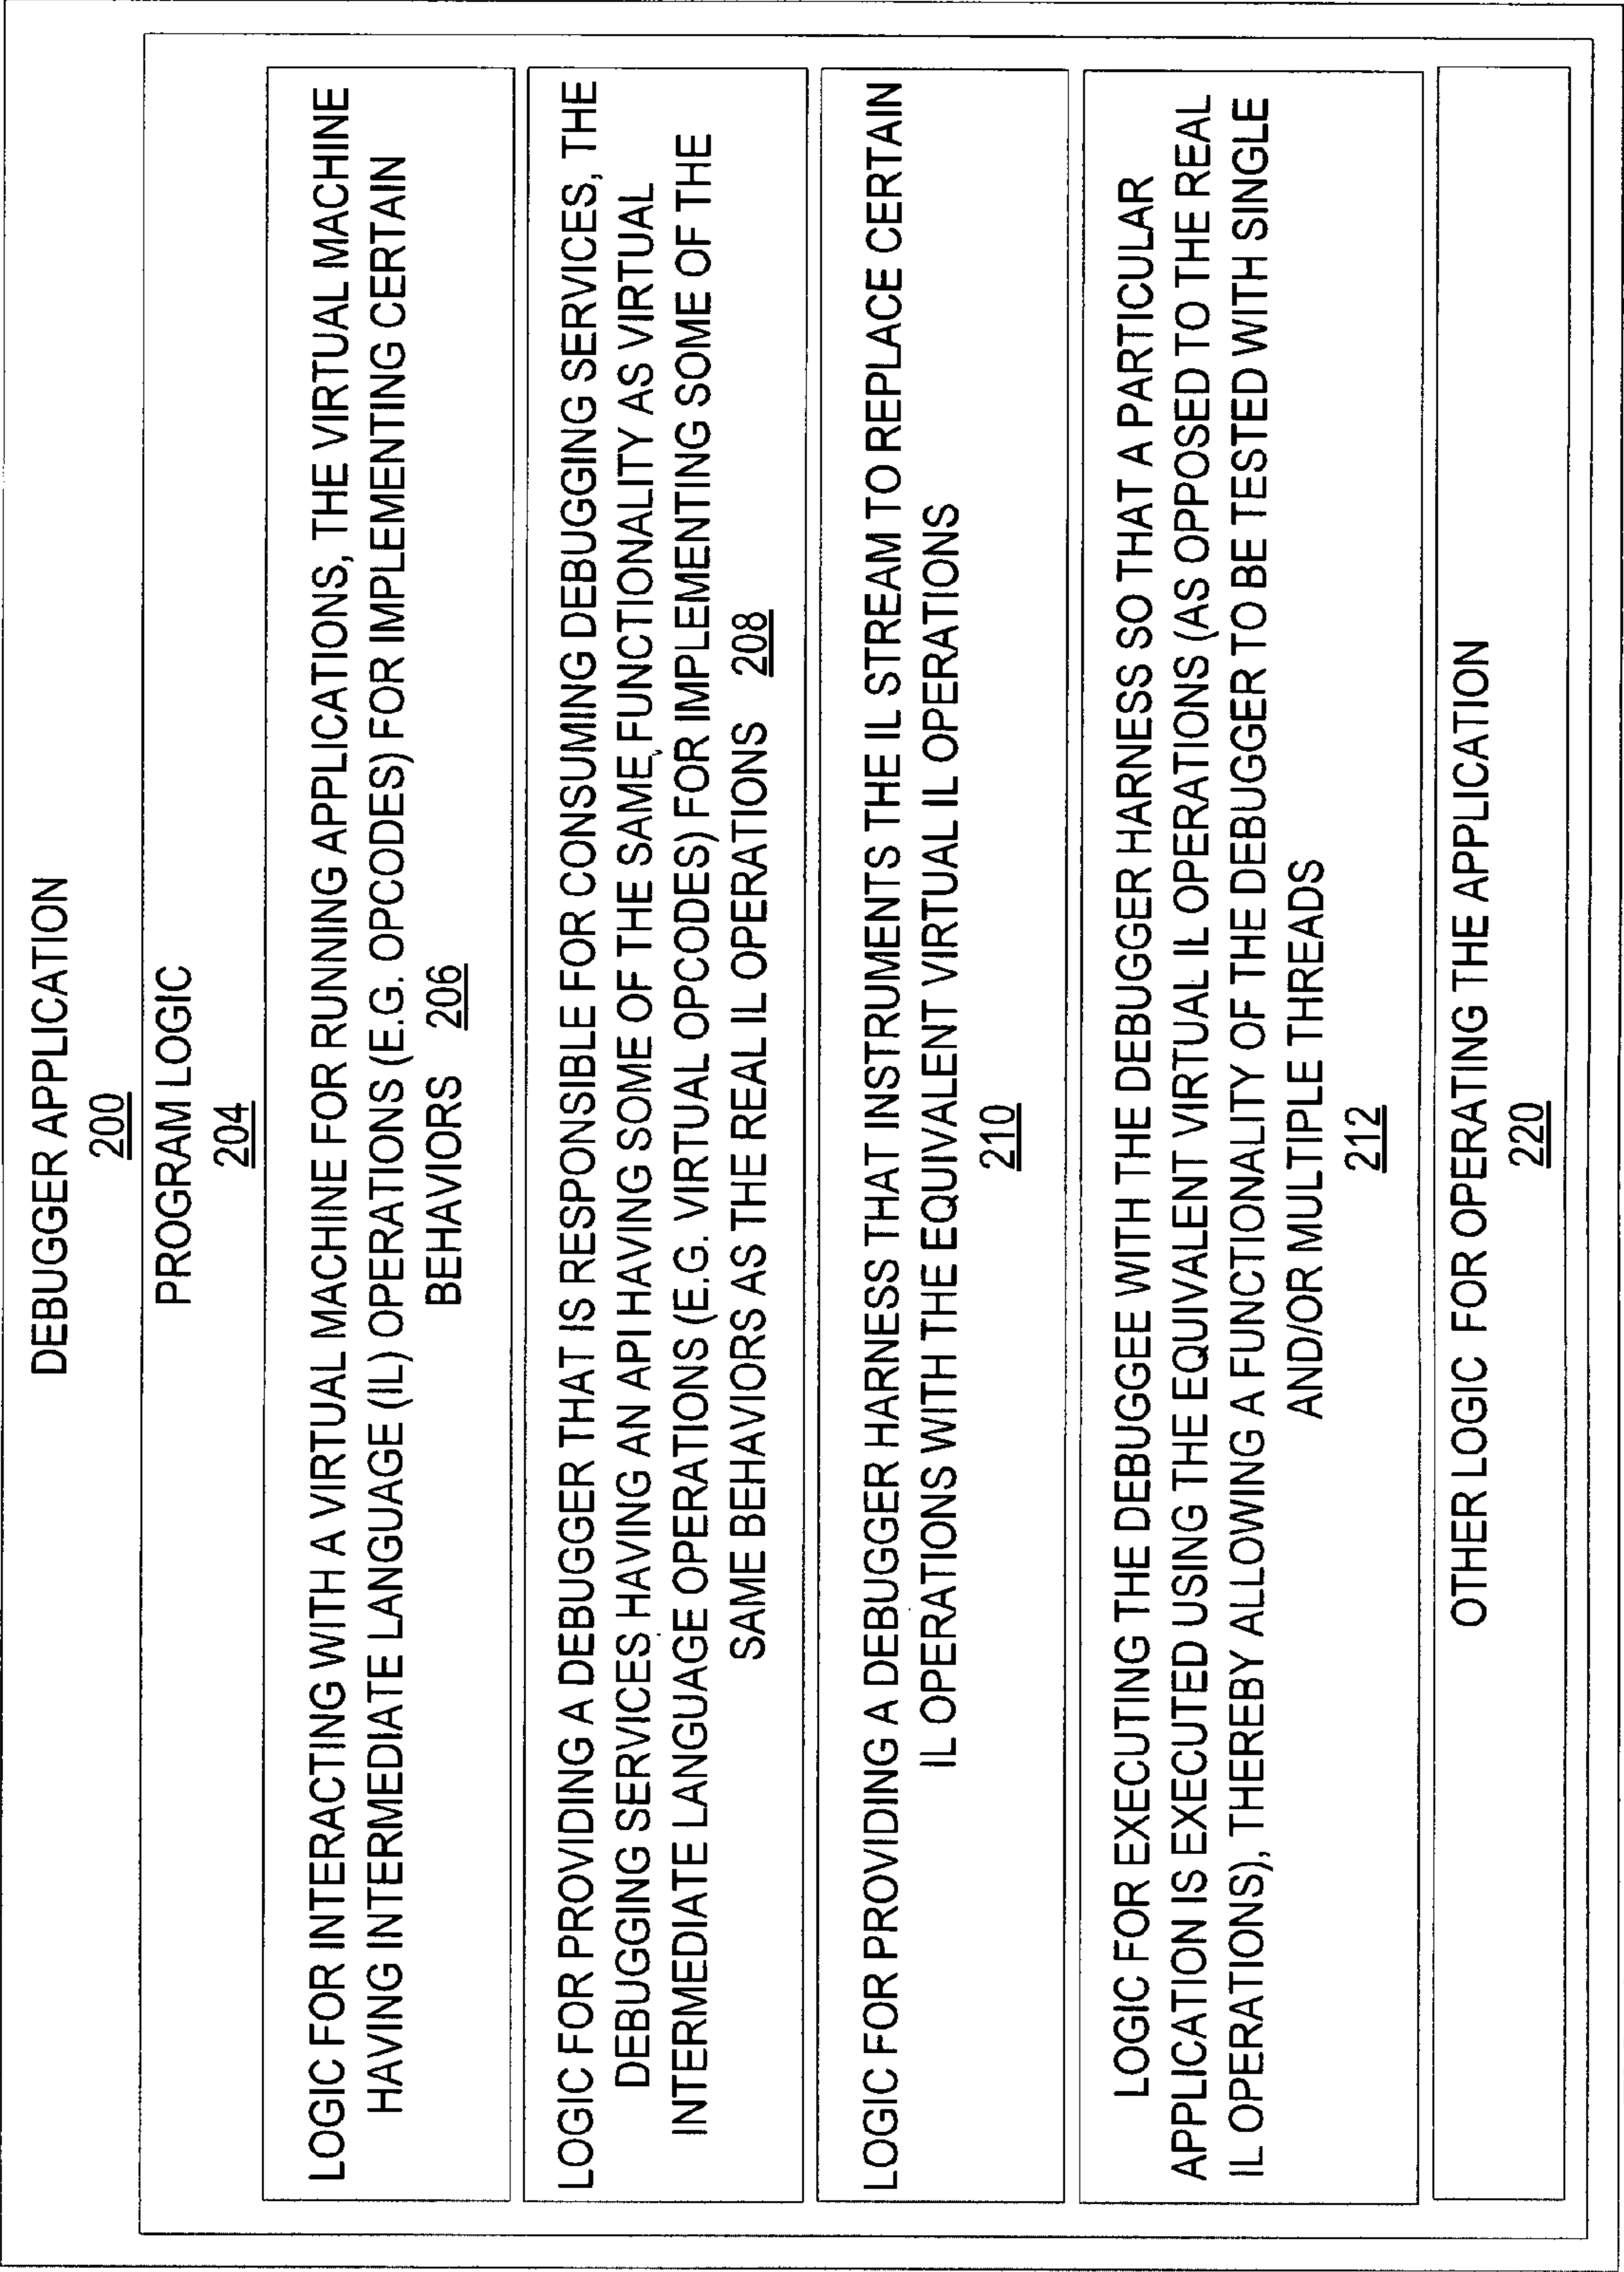 DEBUGGER APPLICATION
200
PROGRAM LOGIC
204
LOGIC FOR INTERACTING WITH A VIRTUAL MACHINE FOR RUNNING APPLICATIONS, THE VIRTUAL MACHINE
HAVING INTERMEDIATE LANGUAGE (IL) OPERATIONS (E.G. OPCODES) FOR IMPLEMENTING CERTAIN
BEHAVIORS 206
LOGIC FOR PROVIDING A DEBUGGER THAT IS RESPONSIBLE FOR CONSUMING DEBUGGING SERVICES, THE
DEBUGGING SERVICES HAVING AN API HAVING SOME OF THE SAME FUNCTIONALITY AS VIRTUAL
INTERMEDIATE LANGUAGE OPERATIONS (E.G. VIRTUAL OPCODES) FOR IMPLEMENTING SOME OF THE
SAME BEHAVIORS AS THE REAL IL OPERATIONS 208
LOGIC FOR PROVIDING A DEBUGGER HARNESS THAT INSTRUMENTS THE IL STREAM TO REPLACE CERTAIN
IL OPERATIONS WITH THE EQUIVALENT VIRTUAL IL OPERATIONS
210
LOGIC FOR EXECUTING THE DEBUGGEE WITH THE DEBUGGER HARNESS SO THAT A PARTICULAR
APPLICATION IS EXECUTED USING THE EQUIVALENT VIRTUAL IL OPERATIONS (AS OPPOSED TO THE REAL
IL OPERATIONS), THEREBY ALLOWING A FUNCTIONALITY OF THE DEBUGGER TO BE TESTED WITH SINGLE
AND/OR MULTIPLE THREADS
212
OTHER LOGIC FOR OPERATING THE APPLICATION
220